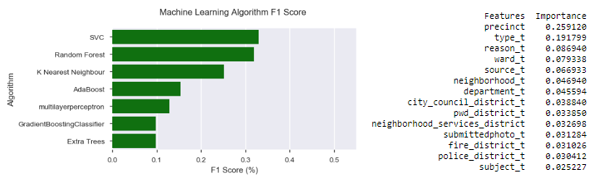 Machine Learning Algorithm F1 Score
Algorithm
SVC
Random Forest
K Nearest Neighbour
AdaBoost
multilayerperceptron
GradientBoostingClassifier
Extra Trees
0.0 0.1 0.2 0.3 0.4 0.5
F1 Score (%)
Features Importance
precinct 0.259120
type_t 0.191799
reason_t 0.086940
ward_t 0.079338
source_t 0.066933
neighborhood_t 0.046940
department_t 0.045594
city_council_district_t 0.038840
pwd_district_t 0.033850
neighborhood_services_district_t 0.032698
submittedphoto_t 0.031284
fire_district_t 0.031026
police_district_t 0.030412
subject_t 0.025227